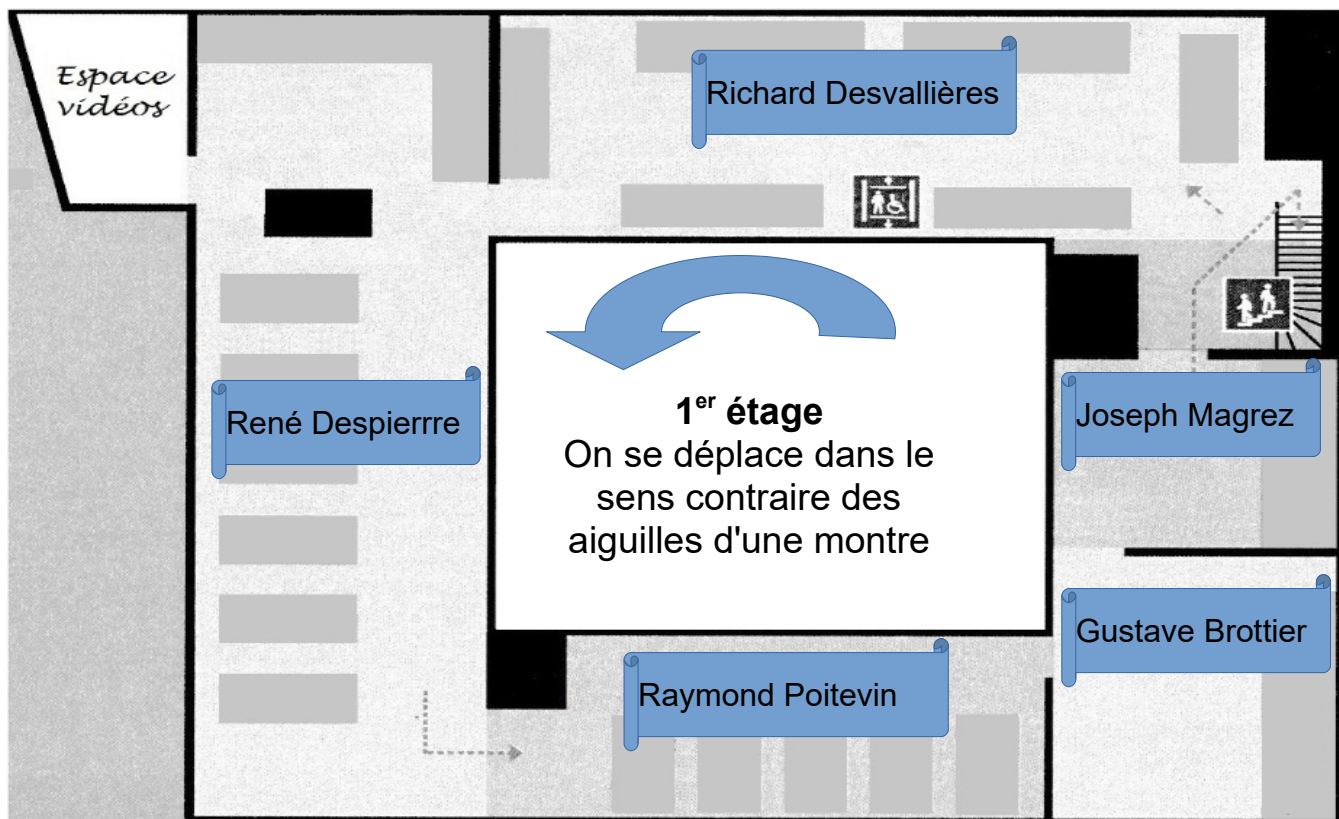 Espace
vidéos
Richard Desvallières
René Despierrre
1er étage
On se déplace dans le
sens contraire des
aiguilles d'une montre
Joseph Magrez
Gustave Brottier
Raymond Poitevin